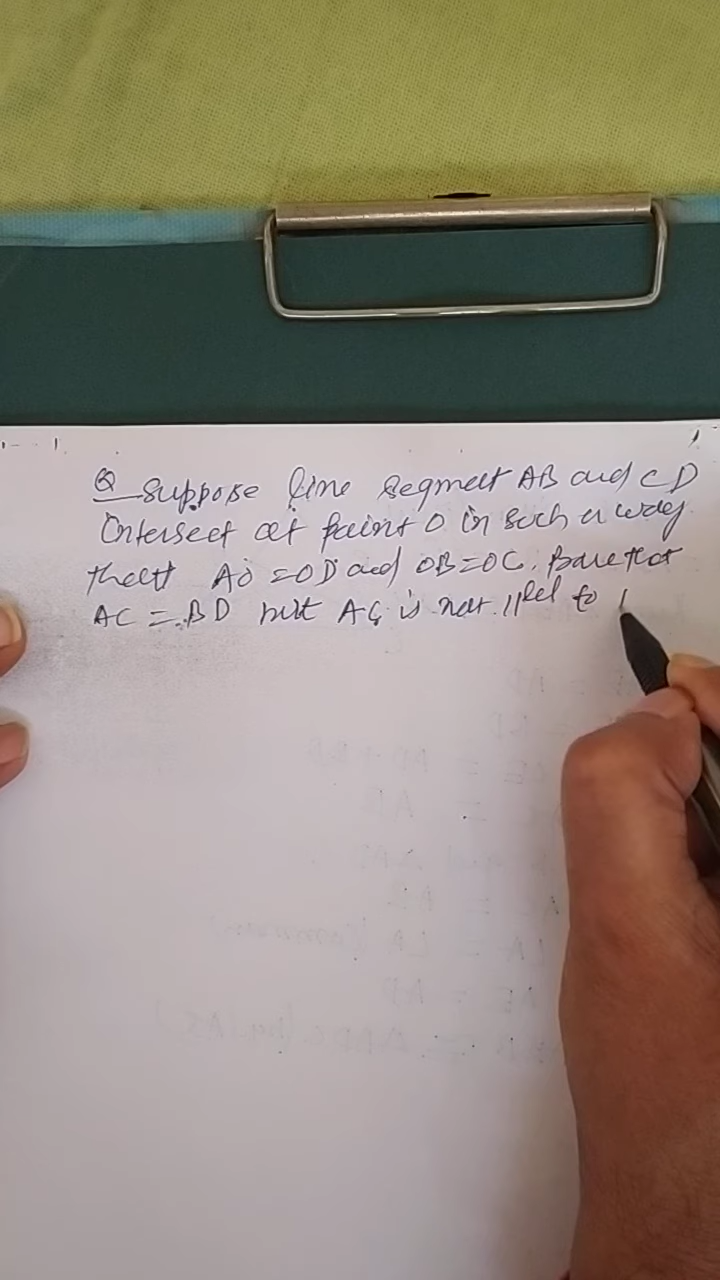 Q Suppose line segment AB and CD
intersect at point O in such a way
that AO = OD and OB = OC. Prove that
AC = BD but AC is not ||lel to